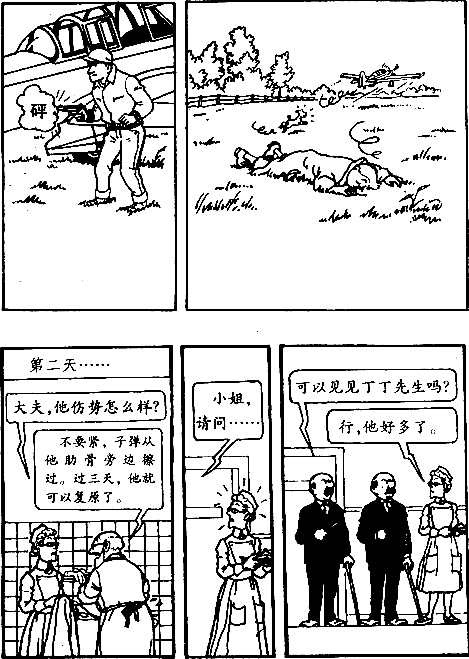 砰
第二天……
大夫,他伤势怎么样?
不要紧,子弹从
他肋骨旁边擦
过。过三天,他就
可以复原了。
小姐,
请问……
可以见见丁丁先生吗?
行,他好多了。